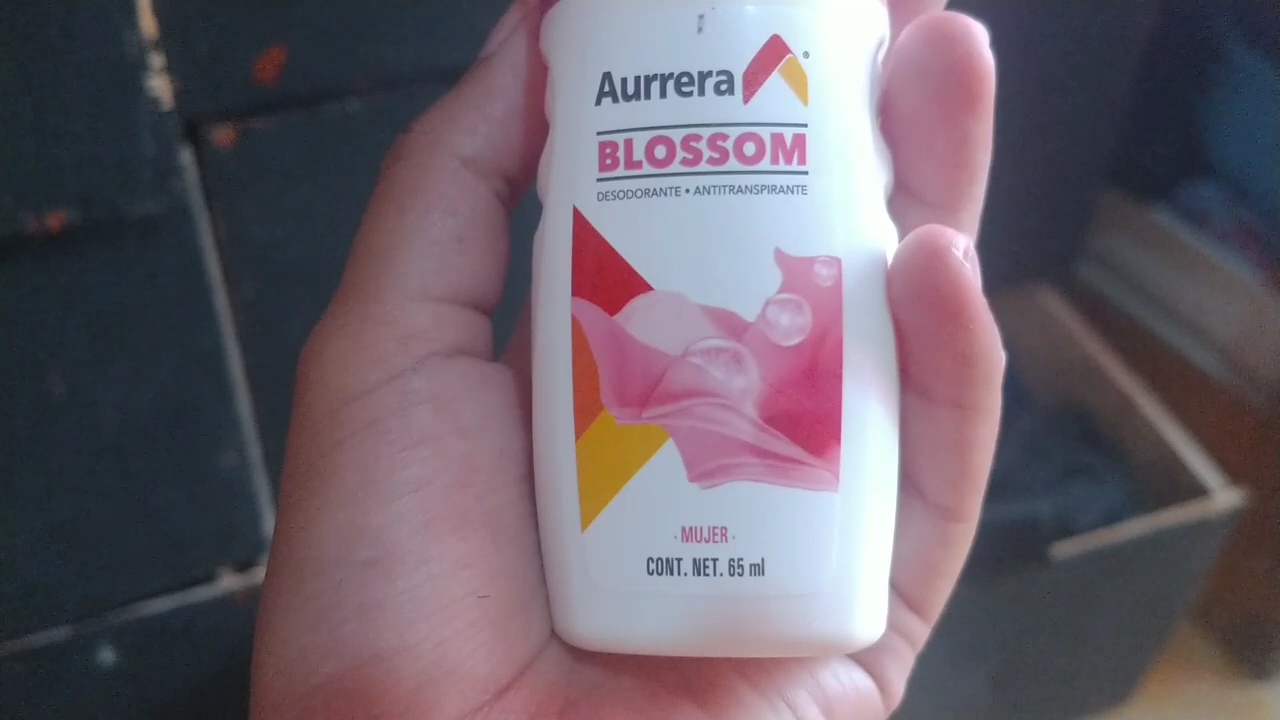 Aurrera®
BLOSSOM
DESODORANTE • ANTITRANSPIRANTE
· MUJER ·
CONT. NET. 65 ml